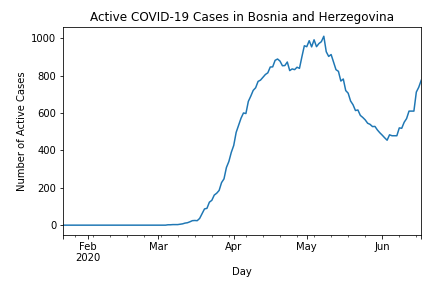 Active COVID-19 Cases in Bosnia and Herzegovina
Number of Active Cases
1000
800
600
400
200
0
Feb Mar Apr May Jun
2020
Day